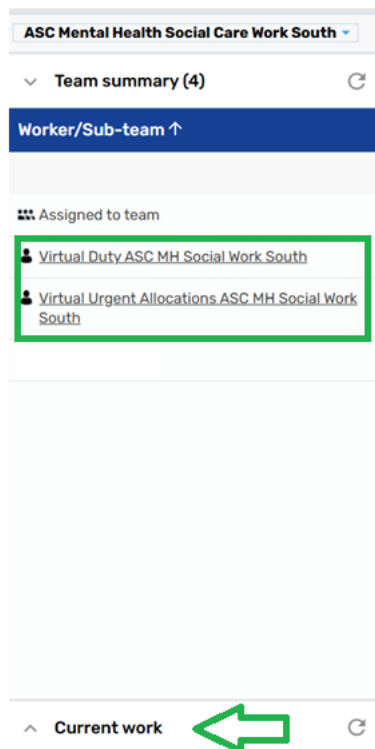 ASC Mental Health Social Care Work South
Team summary (4)
Worker/Sub-team ↑
Assigned to team
Virtual Duty ASC MH Social Work South
Virtual Urgent Allocations ASC MH Social Work
South
Current work